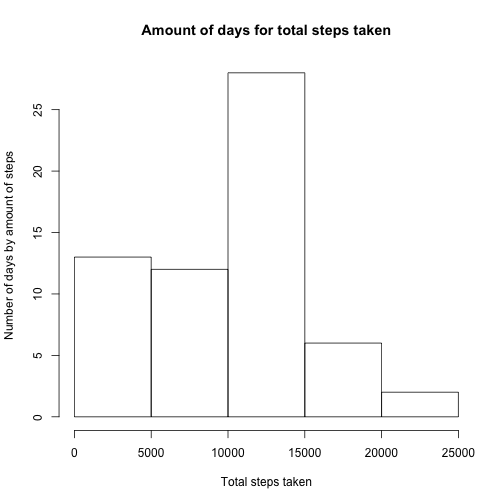 Amount of days for total steps taken
Number of days by amount of steps
25
20
15
10
5
0
0 5000 10000 15000 20000 25000
Total steps taken